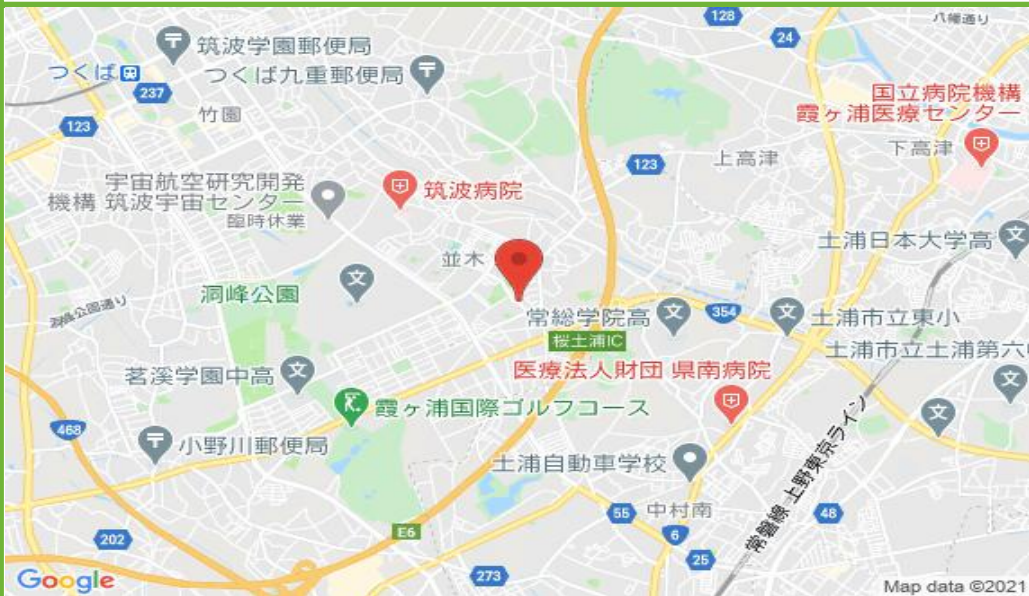 128
八幡通り
24
筑波学園郵便局
つくば九重郵便局
つくば
237
国立病院機構
霞ヶ浦医療センター
竹園
123
下高津
123
上高津
宇宙航空研究開発
機構 筑波宇宙センター
臨時休業
筑波病院
土浦日本大学高
並木
洞峰公園
洞峰公園通り
常総学院高
354
土浦市立東小
桜土浦IC
土浦市立土浦第六
医療法人財団 県南病院
茗溪学園中高
霞ヶ浦国際ゴルフコース
468
小野川郵便局
土浦自動車学校
常磐線 上野東京ライン
55
中村南
48
6
E6
202
25
273
Google
Map data ©2021